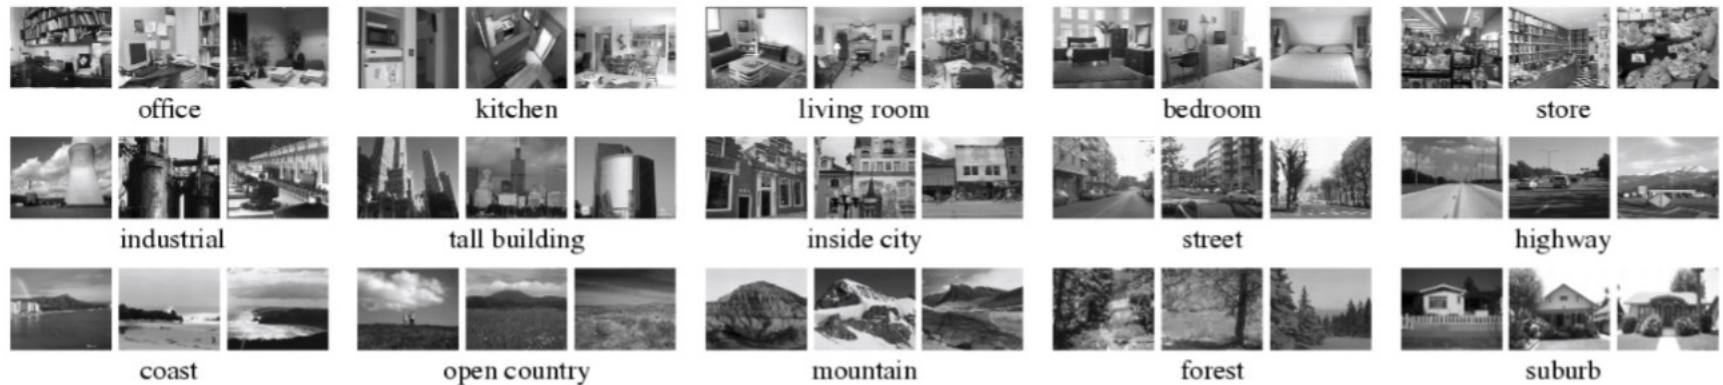 office
kitchen
living room
bedroom
store
industrial
tall building
inside city
street
highway
coast
open country
mountain
forest
suburb